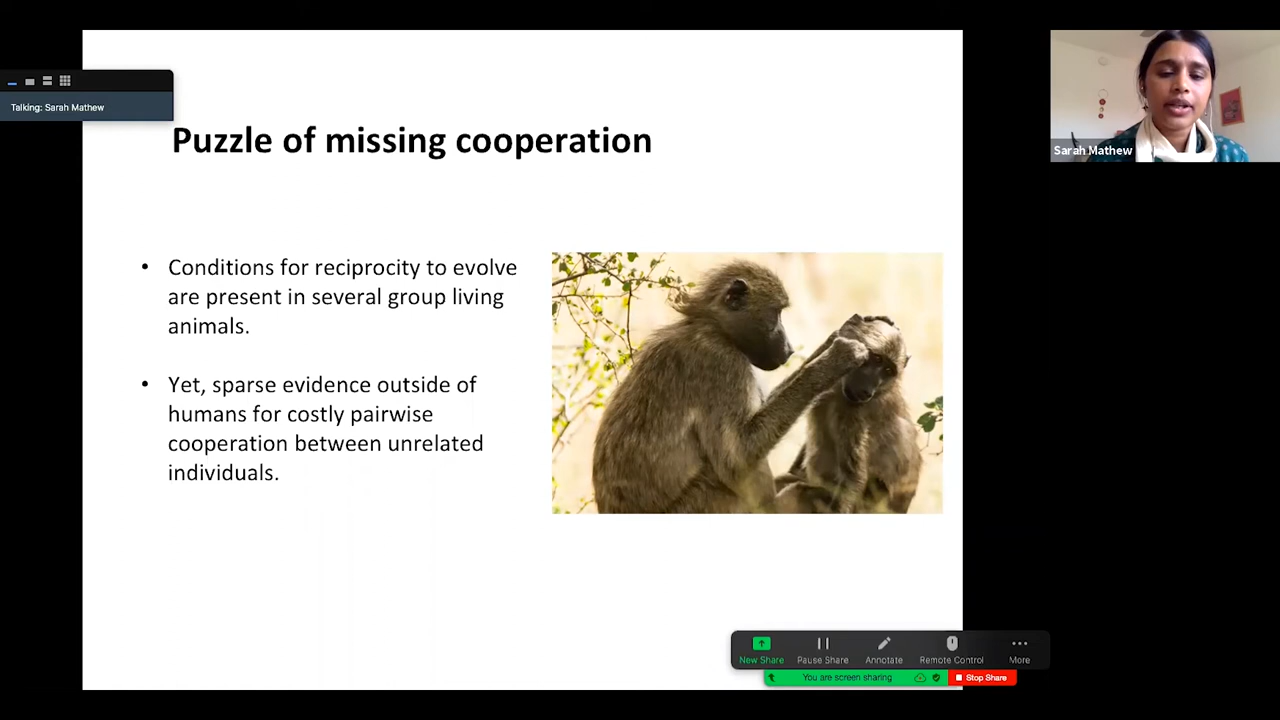 Talking: Sarah Mathew
Puzzle of missing cooperation
• Conditions for reciprocity to evolve
are present in several group living
animals.
• Yet, sparse evidence outside of
humans for costly pairwise
cooperation between unrelated
individuals.
Sarah Mathew
New Share
Pause Share
Annotate
Remote Control
More
You are screen sharing
Stop Share